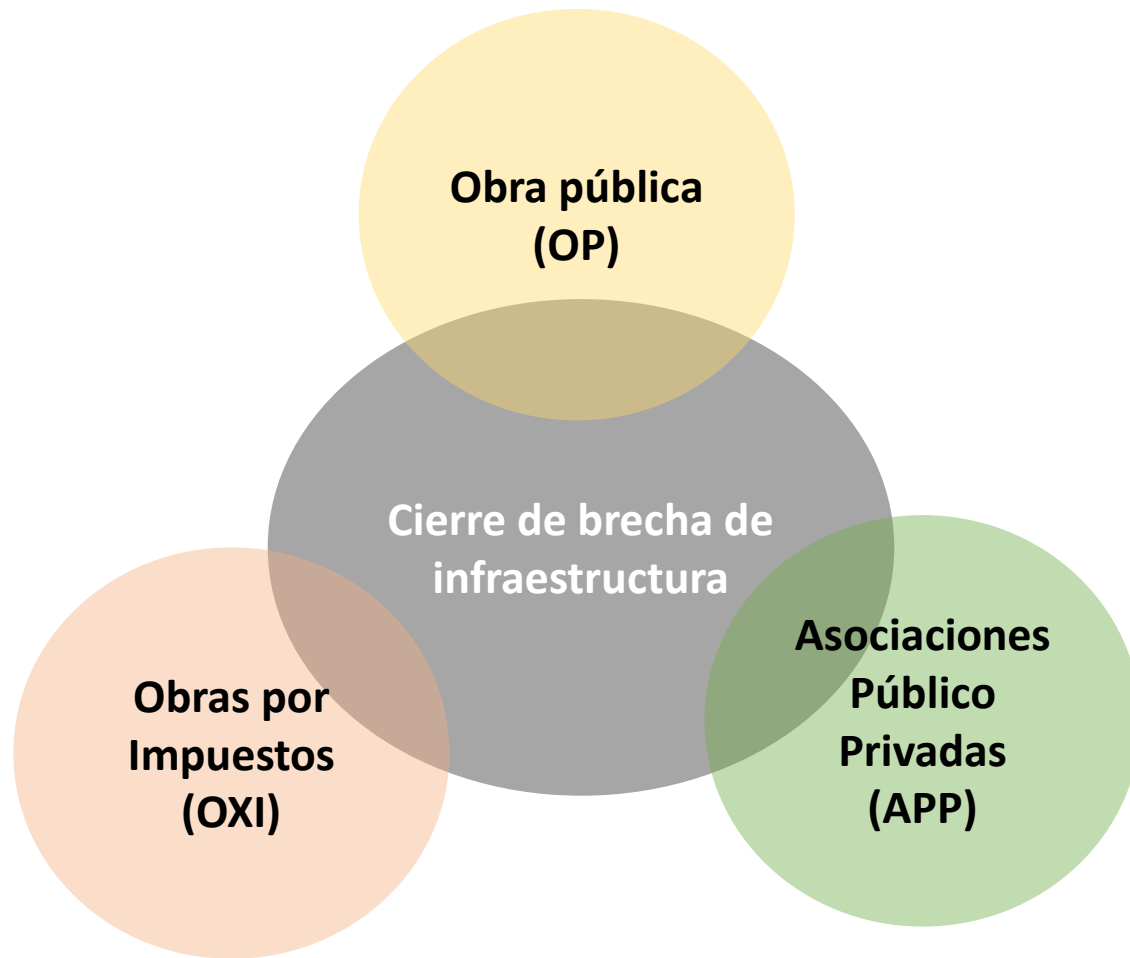 Obra pública
(OP)
Cierre de brecha de
infraestructura
Obras por
Impuestos
(OXI)
Asociaciones
Público
Privadas
(APP)